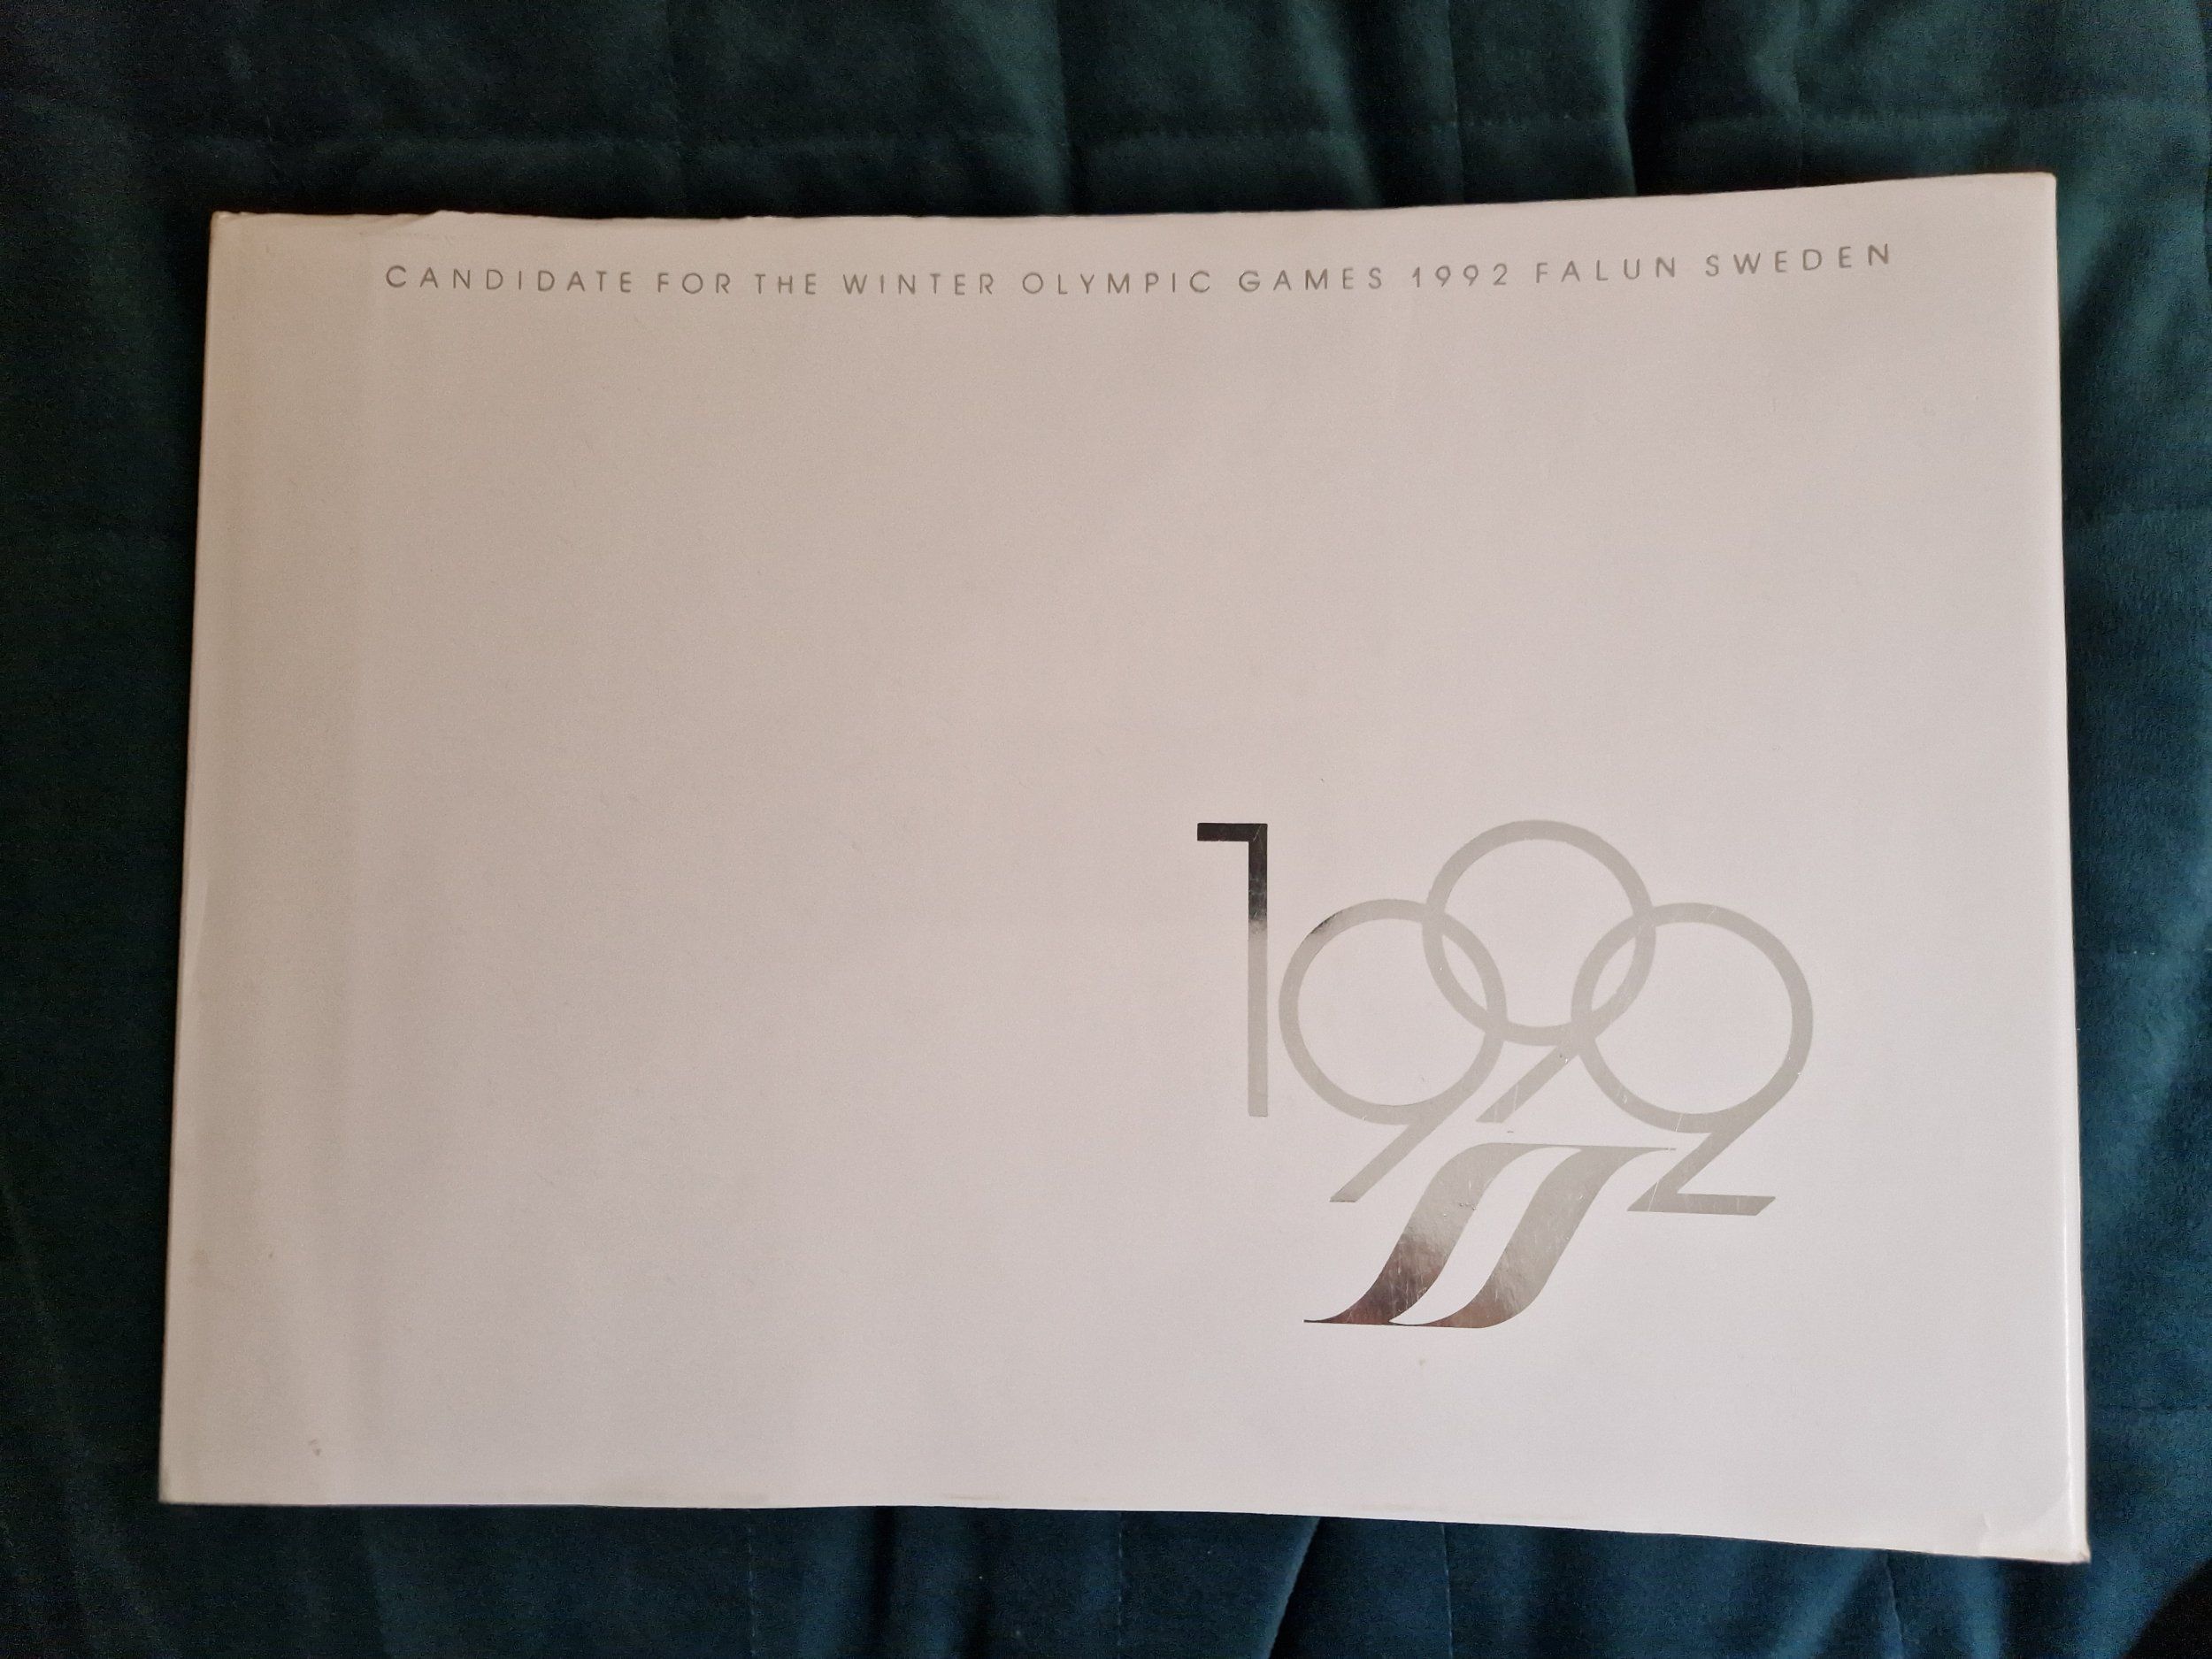 CANDIDATE FOR THE WINTER OLYMPIC GAMES 1992 FALUN SWEDEN
1992